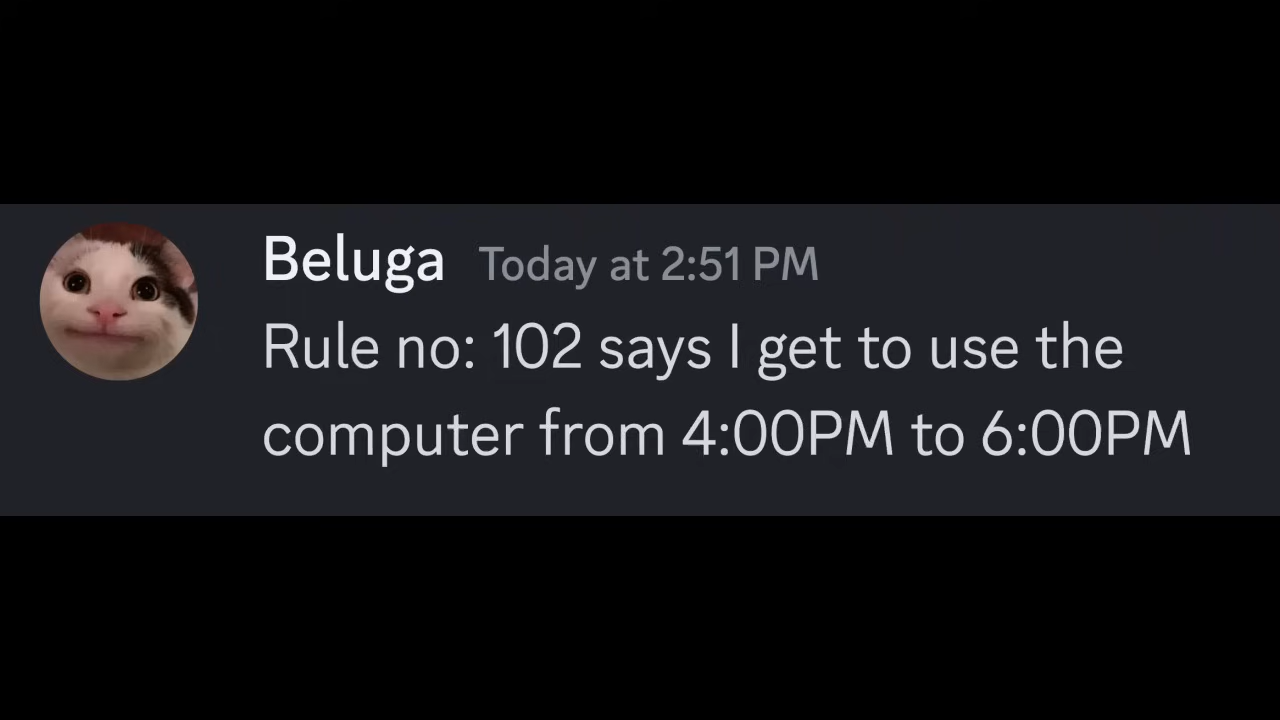 Beluga Today at 2:51 PM
Rule no: 102 says I get to use the
computer from 4:00PM to 6:00PM